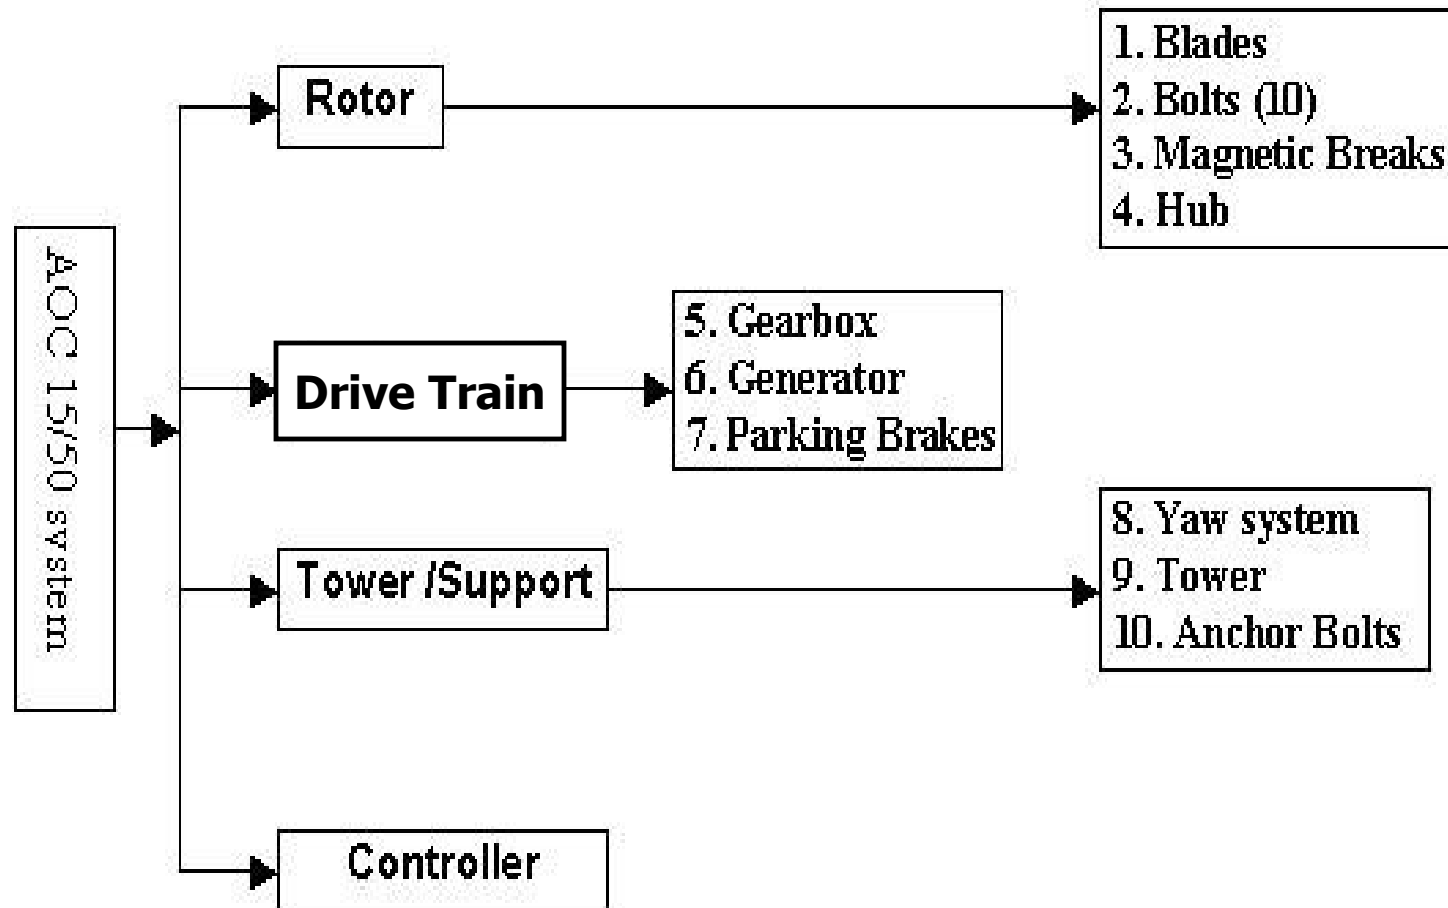 AOC 15/50 system
Rotor
1. Blades
2. Bolts (10)
3. Magnetic Breaks
4. Hub
Drive Train
5. Gearbox
6. Generator
7. Parking Brakes
Tower /Support
8. Yaw system
9. Tower
10. Anchor Bolts
Controller